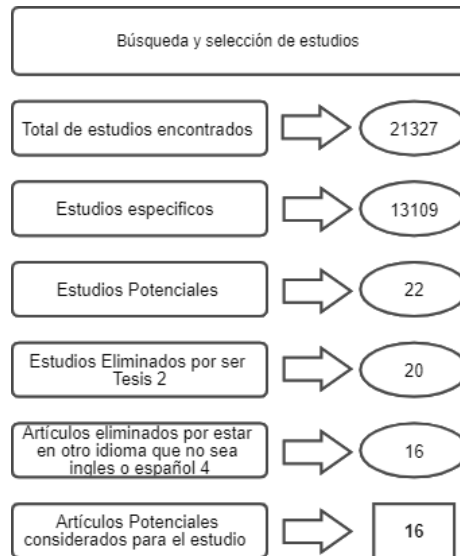 Búsqueda y selección de estudios
Total de estudios encontrados
21327
Estudios especificos
13109
Estudios Potenciales
22
Estudios Eliminados por ser
Tesis 2
20
Artículos eliminados por estar
en otro idioma que no sea
ingles o español 4
16
Artículos Potenciales
considerados para el estudio
16